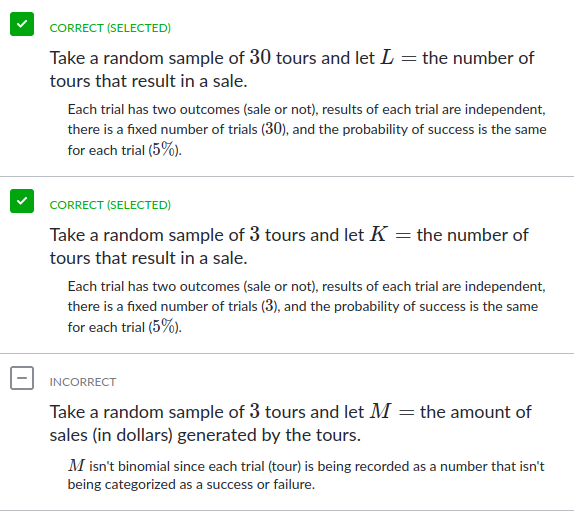 CORRECT (SELECTED)
Take a random sample of 30 tours and let L = the number of
tours that result in a sale.
Each trial has two outcomes (sale or not), results of each trial are independent,
there is a fixed number of trials (30), and the probability of success is the same
for each trial (5%).
CORRECT (SELECTED)
Take a random sample of 3 tours and let K = the number of
tours that result in a sale.
Each trial has two outcomes (sale or not), results of each trial are independent,
there is a fixed number of trials (3), and the probability of success is the same
for each trial (5%).
INCORRECT
Take a random sample of 3 tours and let M = the amount of
sales (in dollars) generated by the tours.
M isn't binomial since each trial (tour) is being recorded as a number that isn't
being categorized as a success or failure.